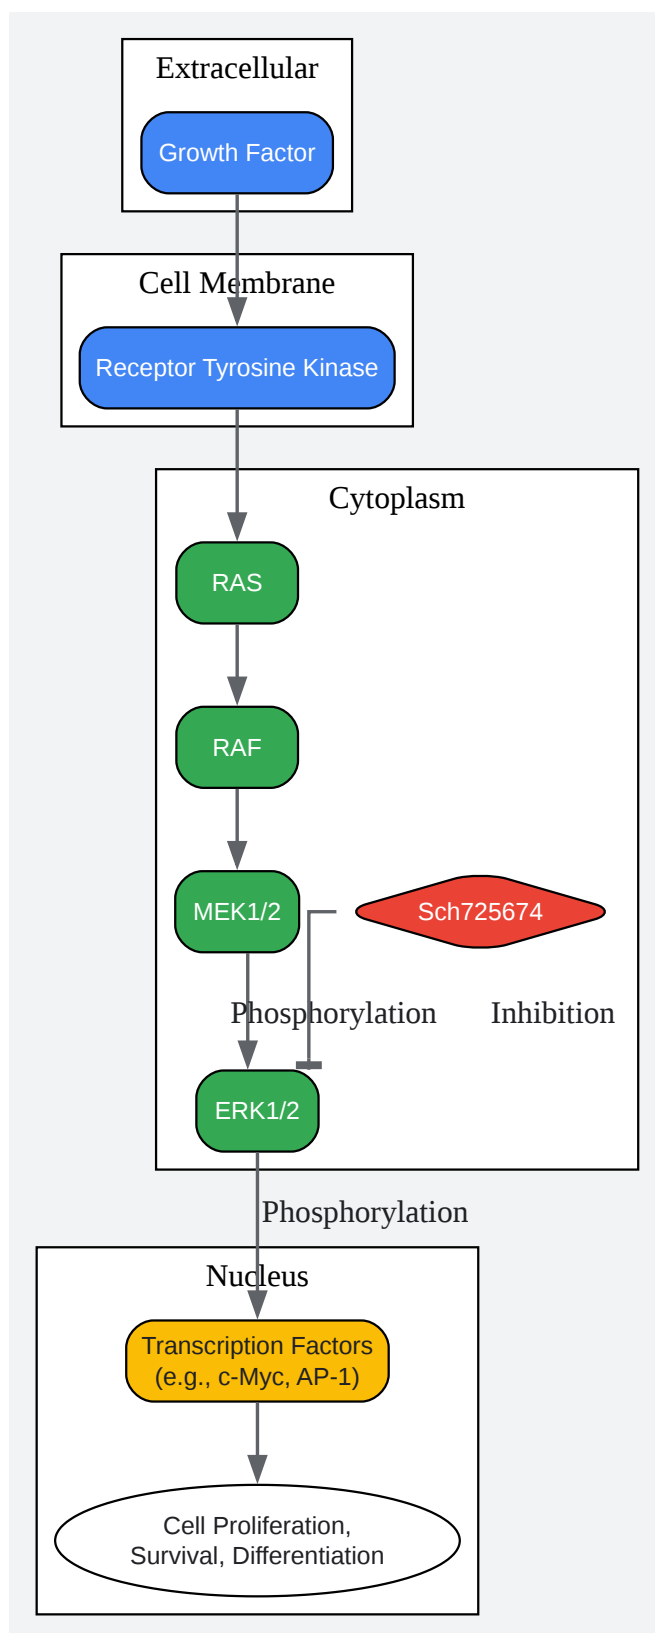 Extracellular
Growth Factor
Cell Membrane
Receptor Tyrosine Kinase
Cytoplasm
RAS
RAF
MEK1/2
Sch725674
Phosphorylation
Inhibition
ERK1/2
Phosphorylation
Nucleus
Transcription Factors
(e.g., c-Myc, AP-1)
Cell Proliferation,
Survival, Differentiation